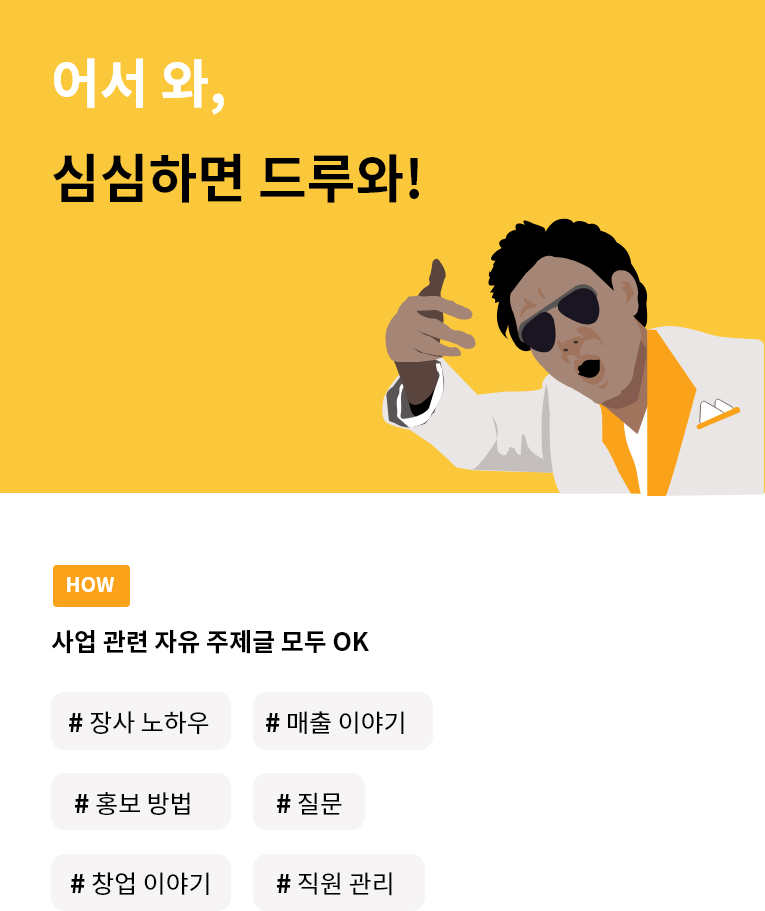 어서 와,
심심하면 드루와!
HOW
사업 관련 자유 주제글 모두 OK
# 장사 노하우
# 매출 이야기
# 홍보 방법
# 질문
# 창업 이야기
# 직원 관리